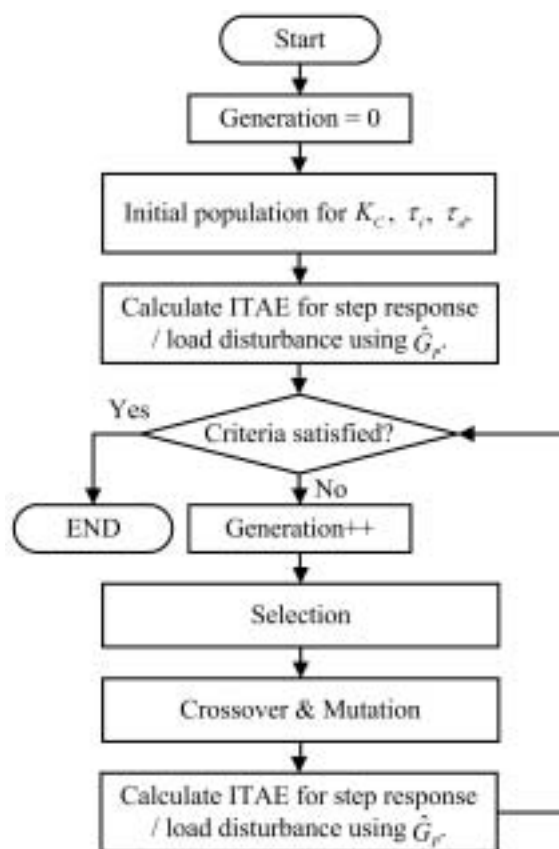 Start
Generation = 0
Initial population for K_C, τ_i, τ_d.
Calculate ITAE for step response
/ load disturbance using Ĝ_p.
Yes
Criteria satisfied?
No
END
Generation++
Selection
Crossover & Mutation
Calculate ITAE for step response
/ load disturbance using Ĝ_p.